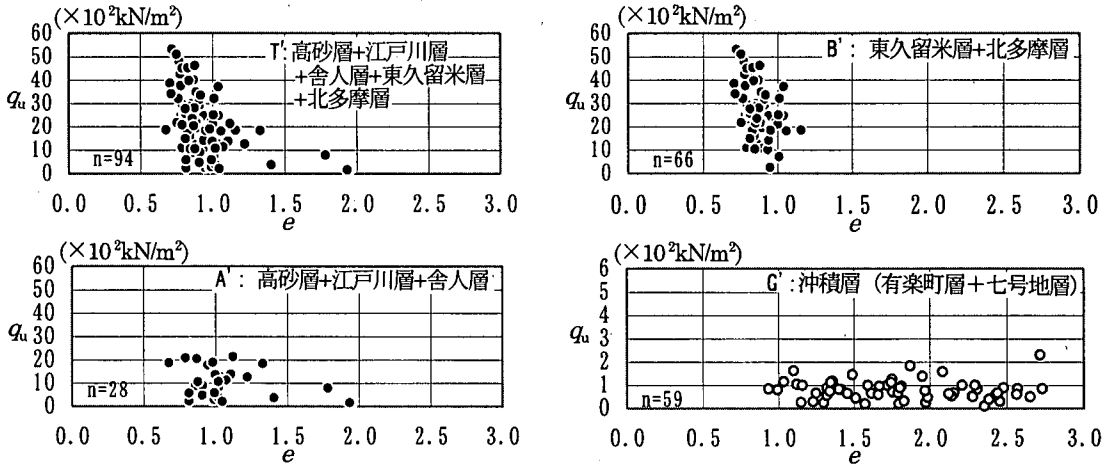 (×10²kN/m²)
60
50
40
30
20
10
0
qu
T': 高砂層+江戸川層
+舎人層+東久留米層
+北多摩層
n=94
0.0 0.5 1.0 1.5 2.0 2.5 3.0
e
(×10²kN/m²)
60
50
40
30
20
10
0
qu
B': 東久留米層+北多摩層
n=66
0.0 0.5 1.0 1.5 2.0 2.5 3.0
e
(×10²kN/m²)
60
50
40
30
20
10
0
qu
A': 高砂層+江戸川層+舎人層
n=28
0.0 0.5 1.0 1.5 2.0 2.5 3.0
e
(×10²kN/m²)
6
5
4
3
2
1
0
qu
G':沖積層（有楽町層＋七号地層）
n=59
0.0 0.5 1.0 1.5 2.0 2.5 3.0
e